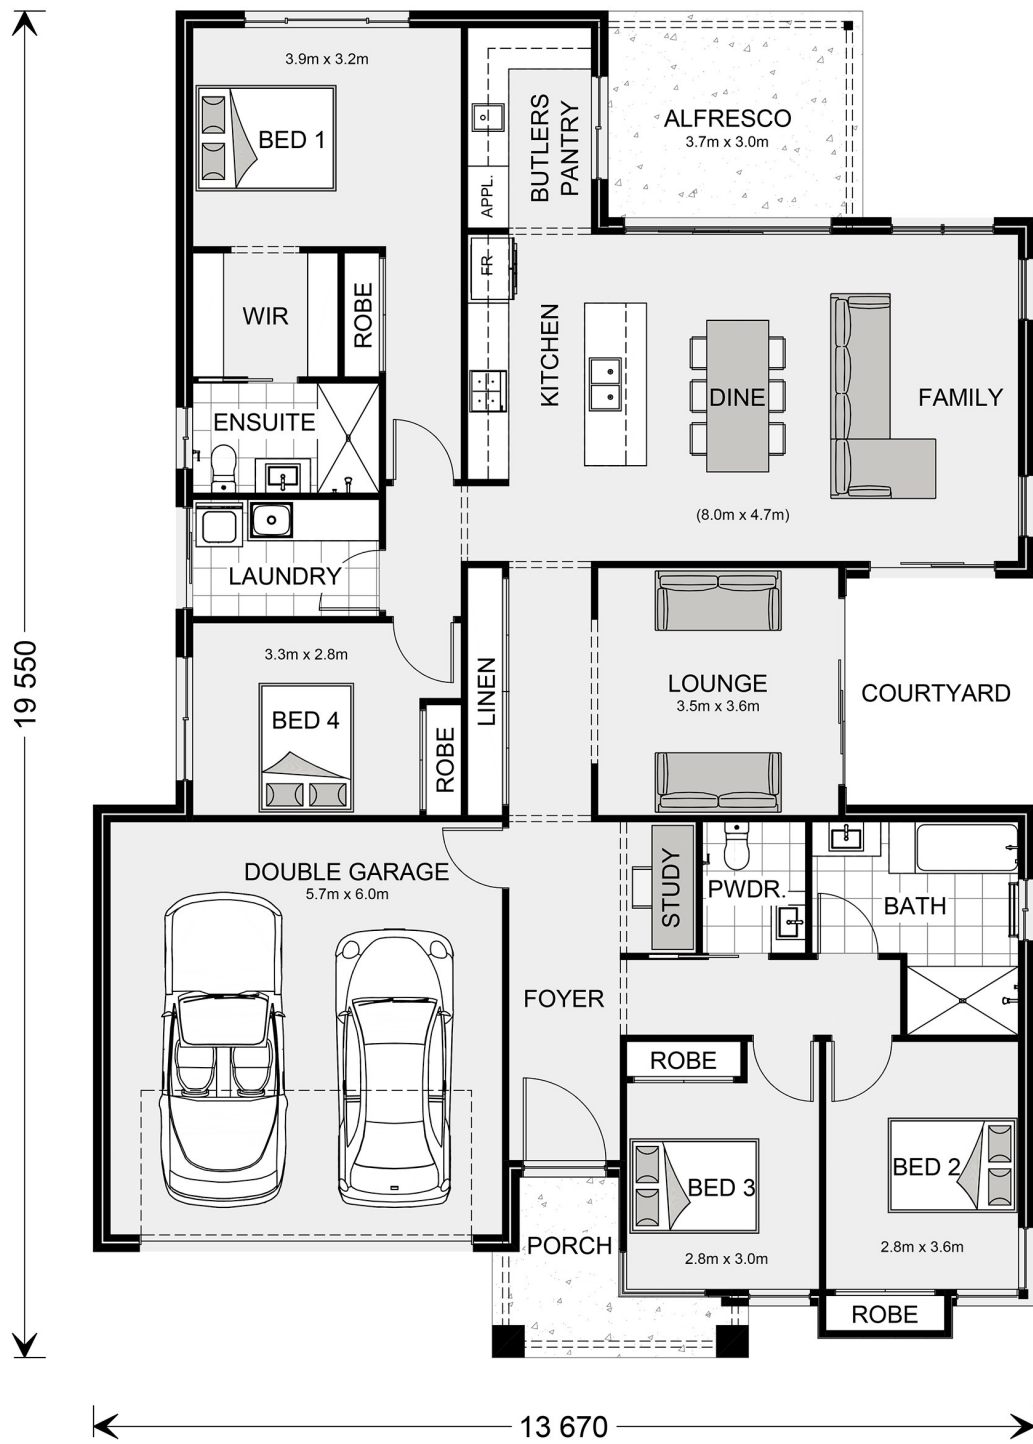 3.9m x 3.2m
BED 1
BUTLERS
PANTRY
ALFRESCO
3.7m x 3.0m
APPL.
FR
WIR
ROBE
KITCHEN
DINE
FAMILY
ENSUITE
(8.0m x 4.7m)
LAUNDRY
3.3m x 2.8m
BED 4
ROBE
LINEN
LOUNGE
3.5m x 3.6m
COURTYARD
19 550
DOUBLE GARAGE
5.7m x 6.0m
STUDY
PWDR.
BATH
FOYER
ROBE
BED 3
BED 2
2.8m x 3.0m
2.8m x 3.6m
PORCH
ROBE
13 670